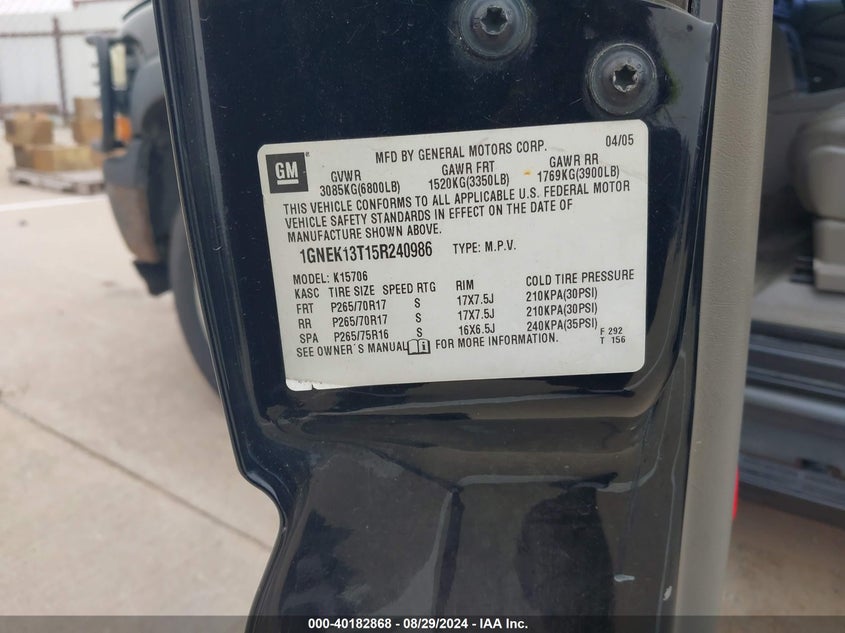 GM
MFD BY GENERAL MOTORS CORP. 04/05
GVWR GAWR FRT GAWR RR
3085KG(6800LB) 1520KG(3350LB) 1769KG(3900LB)
THIS VEHICLE CONFORMS TO ALL APPLICABLE U.S. FEDERAL MOTOR
VEHICLE SAFETY STANDARDS IN EFFECT ON THE DATE OF
MANUFACTURE SHOWN ABOVE.
1GNEK13T15R240986 TYPE: M.P.V.
MODEL: K15706
KASC TIRE SIZE SPEED RTG RIM COLD TIRE PRESSURE
FRT P265/70R17 S 17X7.5J 210KPA(30PSI)
RR P265/70R17 S 17X7.5J 210KPA(30PSI)
SPA P265/75R16 S 16X6.5J 240KPA(35PSI)
SEE OWNER'S MANUAL FOR MORE INFORMATION.
F 292
T 156
000-40182868 - 08/29/2024 - IAA, Inc.